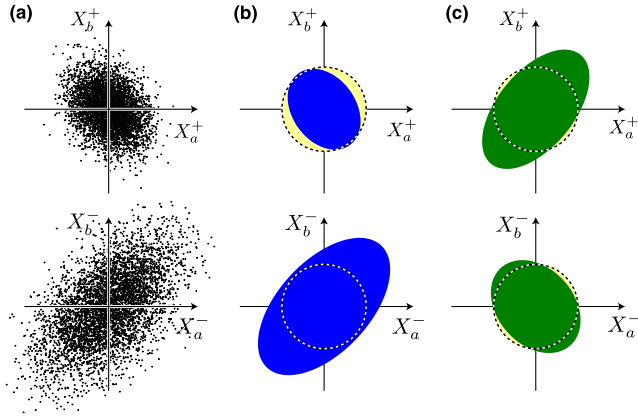 (a)
X_b^+
X_a^+
(b)
X_b^+
X_a^+
(c)
X_b^+
X_a^+
X_b^-
X_a^-
X_b^-
X_a^-
X_b^-
X_a^-